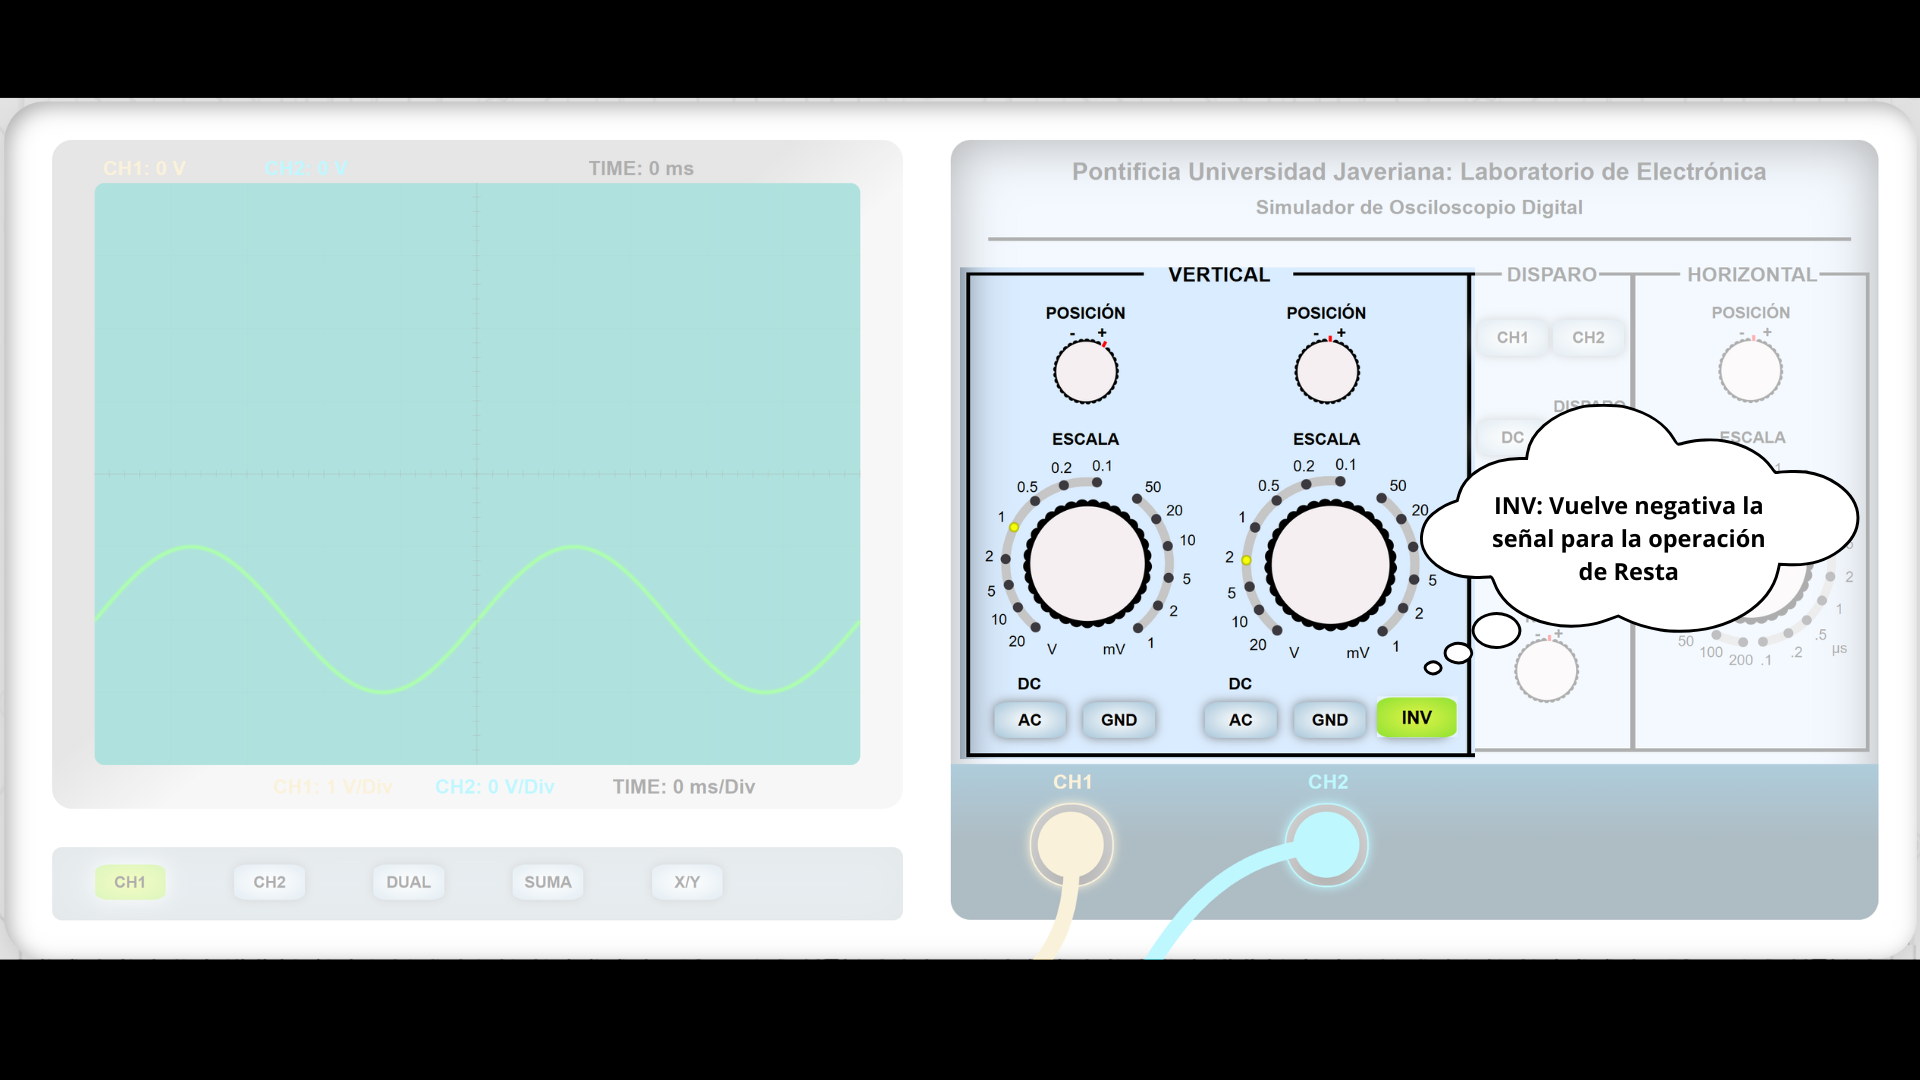 CH1: 0 V
CH2: 0 V
TIME: 0 ms
CH1: 1 V/Div
CH2: 0 V/Div
TIME: 0 ms/Div
CH1
CH2
DUAL
SUMA
X/Y
Pontificia Universidad Javeriana: Laboratorio de Electrónica
Simulador de Osciloscopio Digital
VERTICAL
POSICIÓN
- +
ESCALA
0.1
0.2
0.5
1
2
5
10
20
V
50
20
10
5
2
1
mV
DC
AC
GND
POSICIÓN
- +
ESCALA
0.1
0.2
0.5
1
2
5
10
20
V
50
20
5
2
1
mV
DC
AC
GND
INV
DISPARO
CH1
CH2
DISPARO
DC
- +
INV: Vuelve negativa la
señal para la operación
de Resta
HORIZONTAL
POSICIÓN
- +
ESCALA
2
1
.5
.2
.1
µs
50
100
200
CH1
CH2